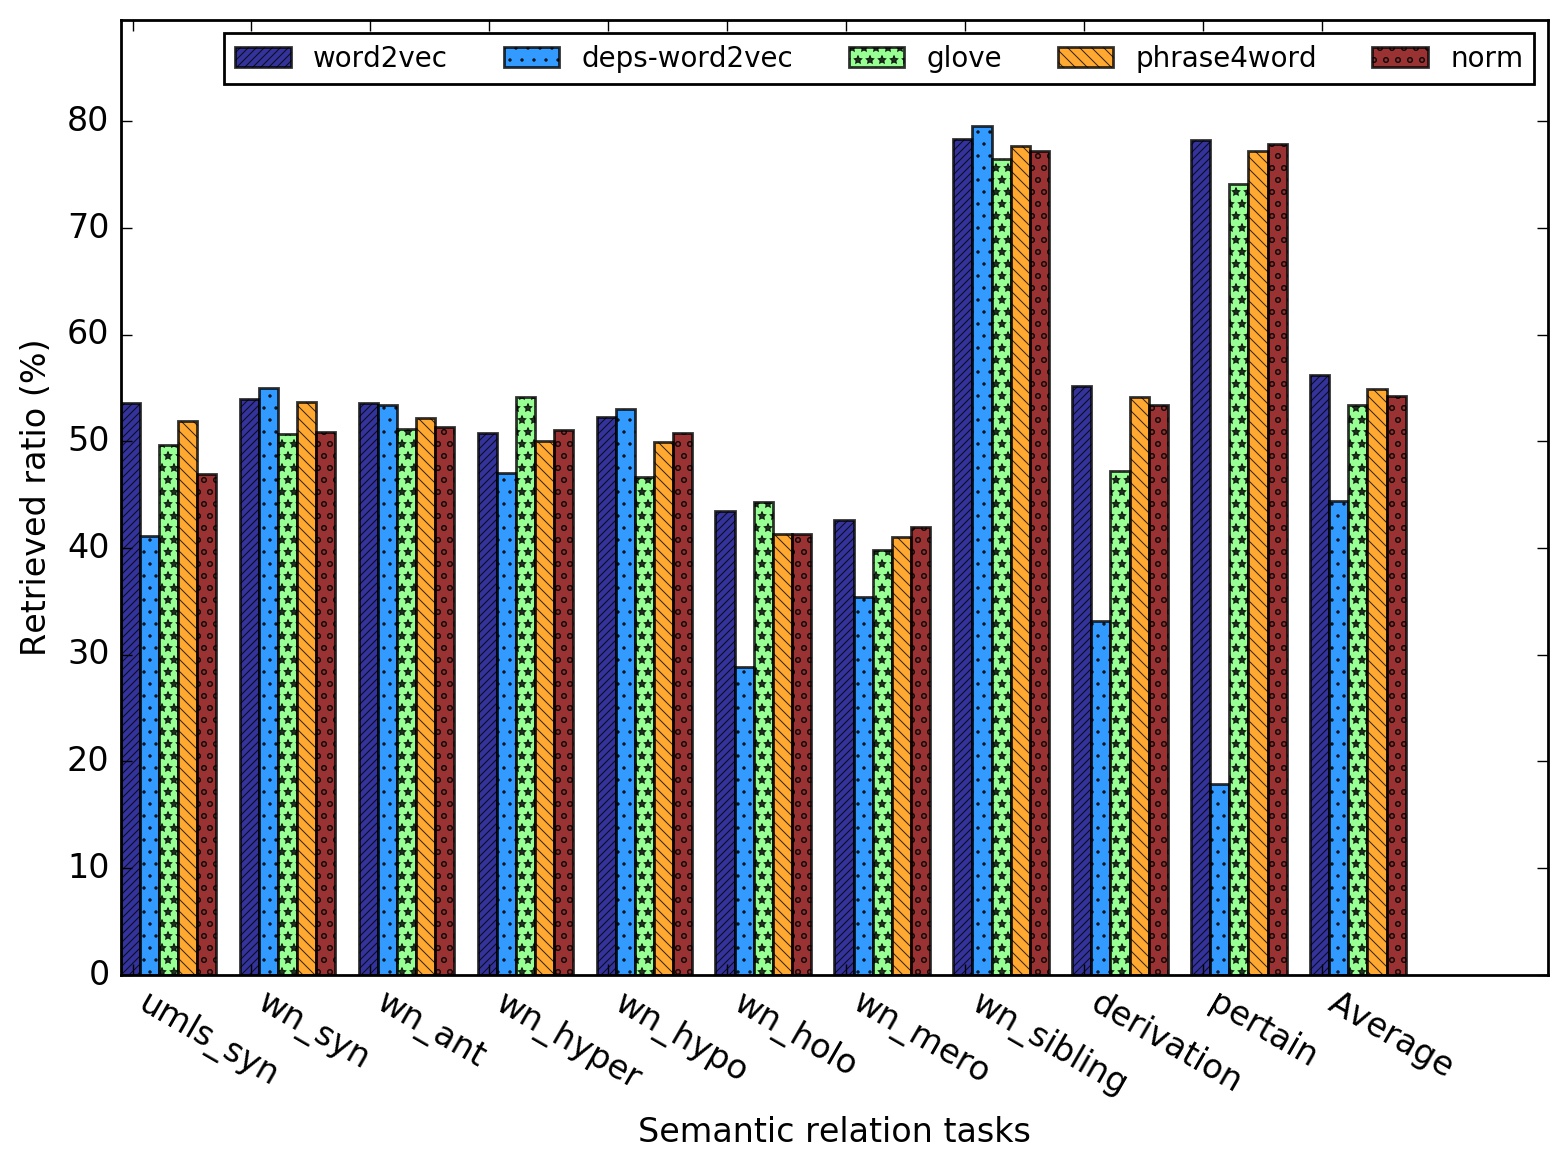 word2vec deps-word2vec glove phrase4word norm
80
70
60
50
40
30
20
10
0
Retrieved ratio (%)
umls_syn wn_syn wn_ant wn_hyper wn_hypo wn_holo wn_mero wn_sibling derivation pertain Average
Semantic relation tasks